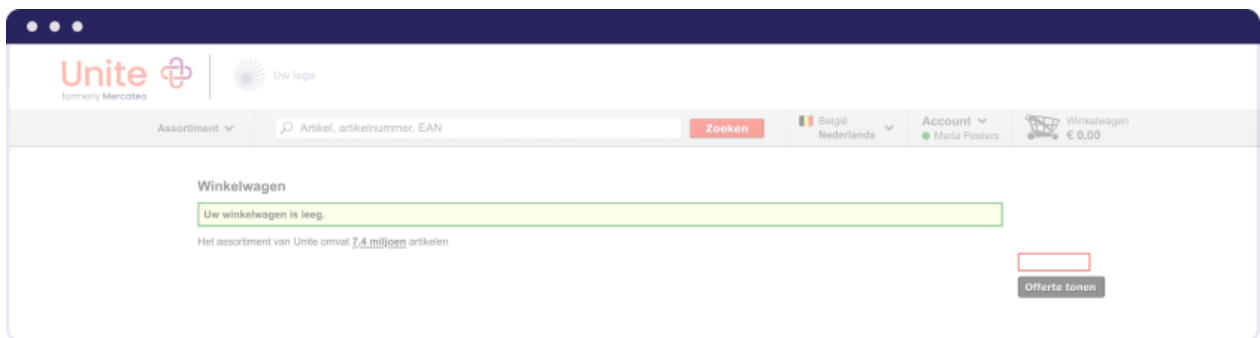 Unite
formerly Mercateo
Uw logo
Assortiment
Artikel, artikelnummer, EAN
Zoeken
België
Nederlands
Account
Maria Peeters
Winkelwagen
€ 0,00
Winkelwagen
Uw winkelwagen is leeg.
Het assortiment van Unite omvat 7,4 miljoen artikelen
Offerte tonen